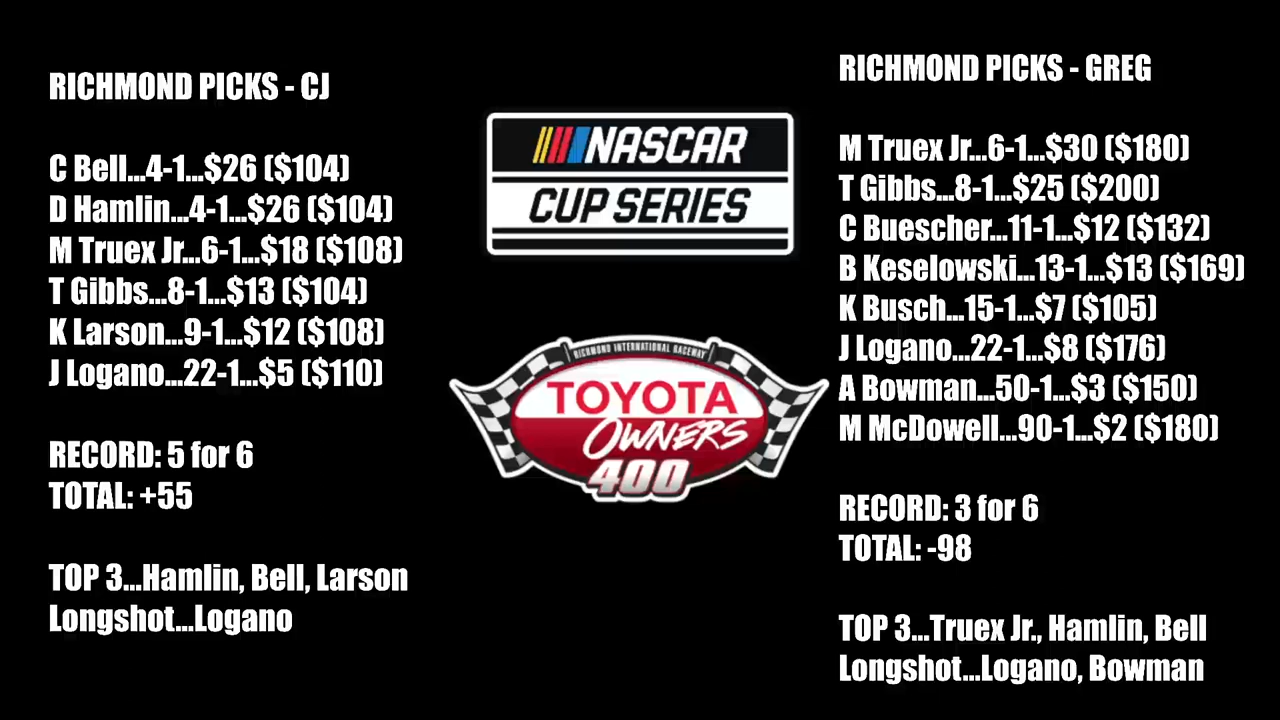 RICHMOND PICKS - CJ
C Bell...4-1...$26 ($104)
D Hamlin...4-1...$26 ($104)
M Truex Jr...6-1...$18 ($108)
T Gibbs...8-1...$13 ($104)
K Larson...9-1...$12 ($108)
J Logano...22-1...$5 ($110)
RECORD: 5 for 6
TOTAL: +55
TOP 3...Hamlin, Bell, Larson
Longshot...Logano
NASCAR
CUP SERIES
RICHMOND INTERNATIONAL RACEWAY
TOYOTA
OWNERS
400
RICHMOND PICKS - GREG
M Truex Jr...6-1...$30 ($180)
T Gibbs...8-1...$25 ($200)
C Buescher...11-1...$12 ($132)
B Keselowski...13-1...$13 ($169)
K Busch...15-1...$7 ($105)
J Logano...22-1...$8 ($176)
A Bowman...50-1...$3 ($150)
M McDowell...90-1...$2 ($180)
RECORD: 3 for 6
TOTAL: -98
TOP 3...Truex Jr., Hamlin, Bell
Longshot...Logano, Bowman